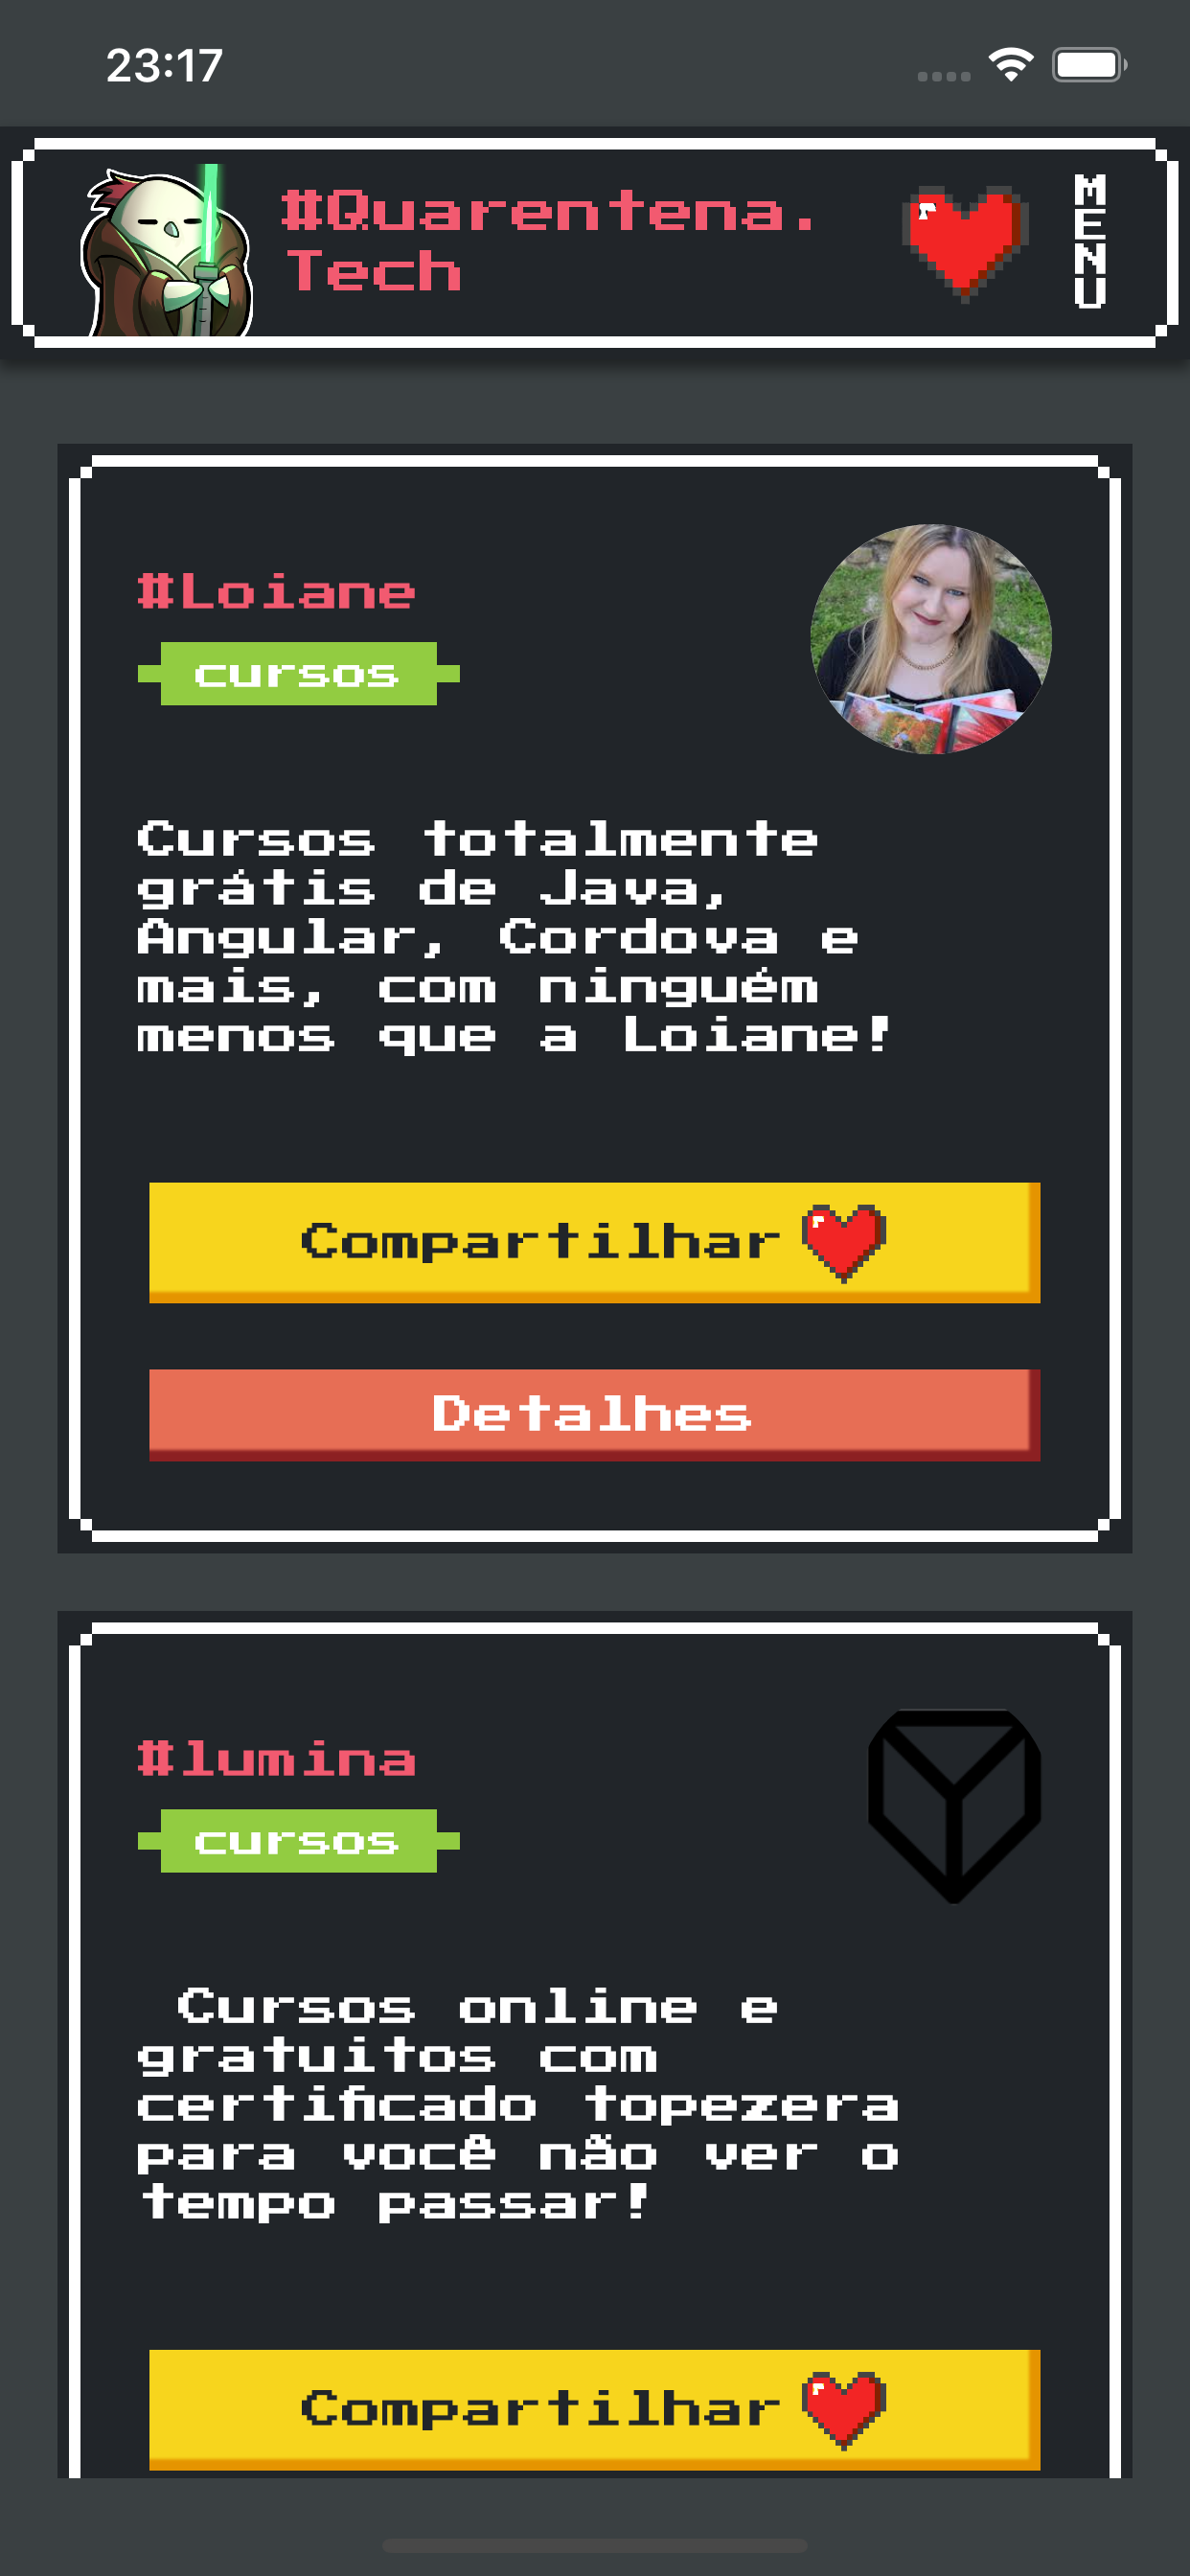 23:17
#Quarentena.
Tech
MENU
#Loiane
cursos
Cursos totalmente
grátis de Java,
Angular, Cordova e
mais, com ninguém
menos que a Loiane!
Compartilhar
Detalhes
#lumina
cursos
Cursos online e
gratuitos com
certificado topezera
para você não ver o
tempo passar!
Compartilhar